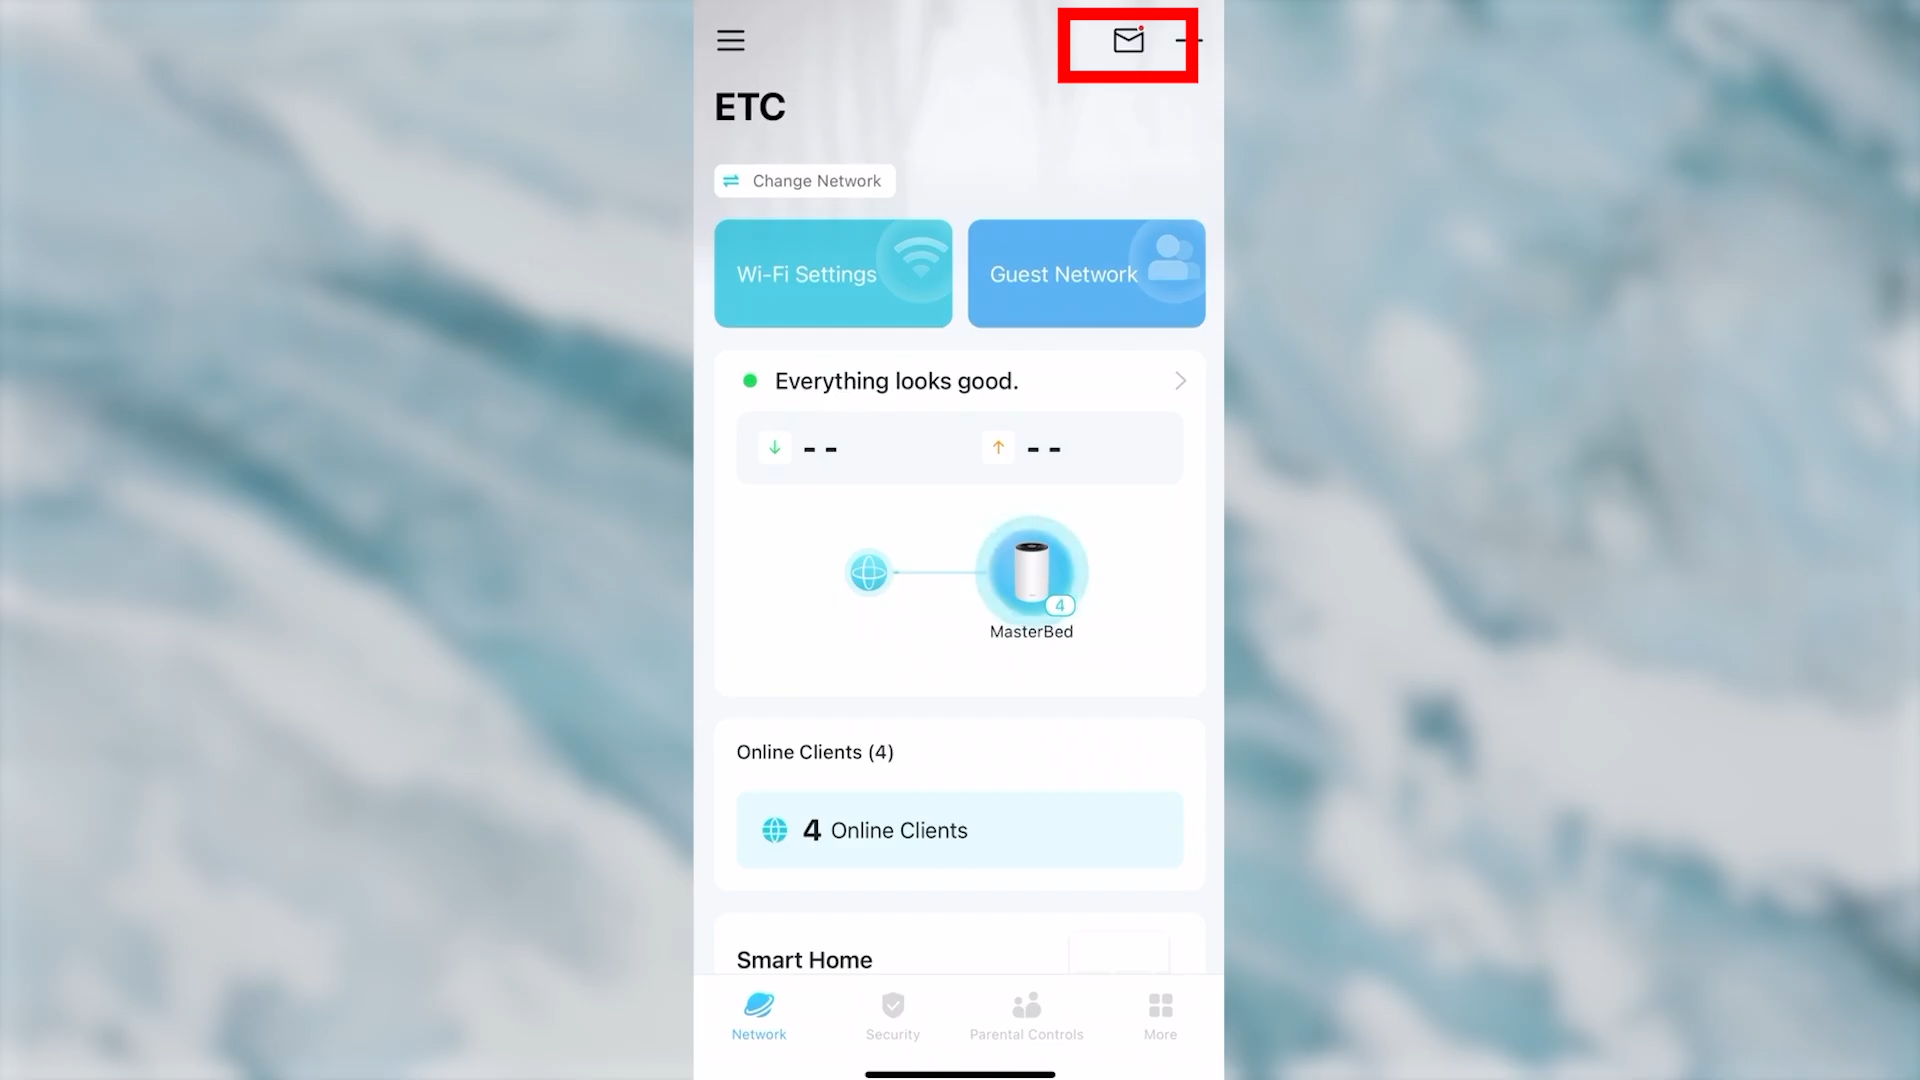 ETC
Change Network
Wi-Fi Settings
Guest Network
Everything looks good.
--
--
4
MasterBed
Online Clients (4)
4 Online Clients
Smart Home
Network
Security
Parental Controls
More